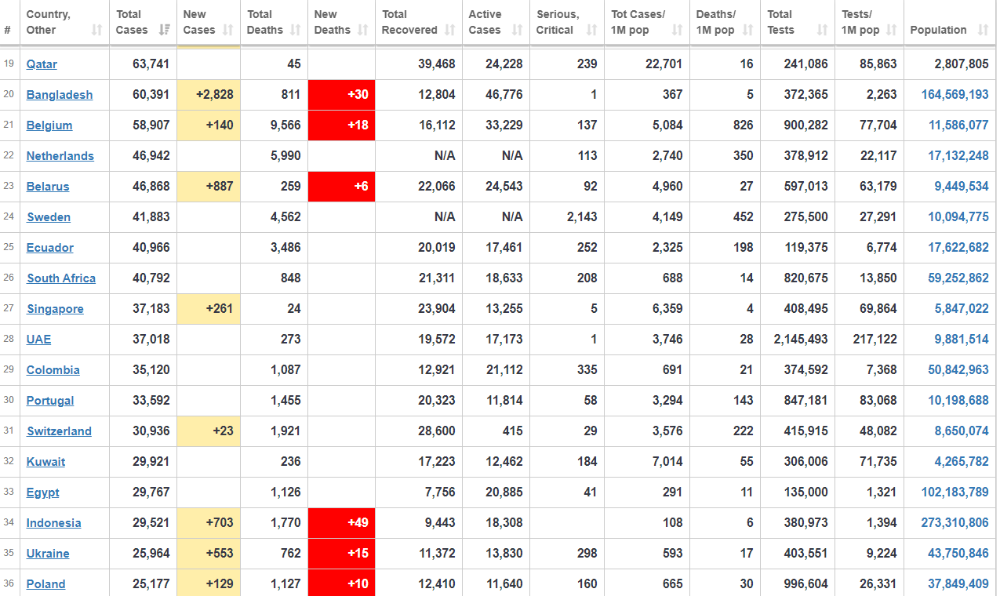 # Country, Other Total Cases New Cases Total Deaths New Deaths Total Recovered Active Cases Serious, Critical Tot Cases/ 1M pop Deaths/ 1M pop Total Tests Tests/ 1M pop Population
19 Qatar 63,741 45 39,468 24,228 239 22,701 16 241,086 85,863 2,807,805
20 Bangladesh 60,391 +2,828 811 +30 12,804 46,776 1 367 5 372,365 2,263 164,569,193
21 Belgium 58,907 +140 9,566 +18 16,112 33,229 137 5,084 826 900,282 77,704 11,586,077
22 Netherlands 46,942 5,990 N/A N/A 113 2,740 350 378,912 22,117 17,132,248
23 Belarus 46,868 +887 259 +6 22,066 24,543 92 4,960 27 597,013 63,179 9,449,534
24 Sweden 41,883 4,562 N/A N/A 2,143 4,149 452 275,500 27,291 10,094,775
25 Ecuador 40,966 3,486 20,019 17,461 252 2,325 198 119,375 6,774 17,622,682
26 South Africa 40,792 848 21,311 18,633 208 688 14 820,675 13,850 59,252,862
27 Singapore 37,183 +261 24 23,904 13,255 5 6,359 4 408,495 69,864 5,847,022
28 UAE 37,018 273 19,572 17,173 1 3,746 28 2,145,493 217,122 9,881,514
29 Colombia 35,120 1,087 12,921 21,112 335 691 21 374,592 7,368 50,842,963
30 Portugal 33,592 1,455 20,323 11,814 58 3,294 143 847,181 83,068 10,198,688
31 Switzerland 30,936 +23 1,921 28,600 415 29 3,576 222 415,915 48,082 8,650,074
32 Kuwait 29,921 236 17,223 12,462 184 7,014 55 306,006 71,735 4,265,782
33 Egypt 29,767 1,126 7,756 20,885 41 291 11 135,000 1,321 102,183,789
34 Indonesia 29,521 +703 1,770 +49 9,443 18,308 108 6 380,973 1,394 273,310,806
35 Ukraine 25,964 +553 762 +15 11,372 13,830 298 593 17 403,551 9,224 43,750,846
36 Poland 25,177 +129 1,127 +10 12,410 11,640 160 665 30 996,604 26,331 37,849,409